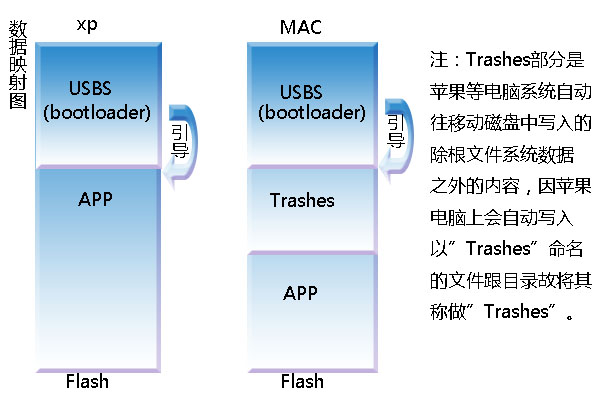 数据映射图
xp
USBS
(bootloader)
引导
APP
Flash
MAC
USBS
(bootloader)
引导
Trashes
APP
Flash
注：Trashes部分是
苹果等电脑系统自动
往移动磁盘中写入的
除根文件系统数据
之外的内容，因苹果
电脑上会自动写入
以”Trashes”命名
的文件跟目录故将其
称做”Trashes”。